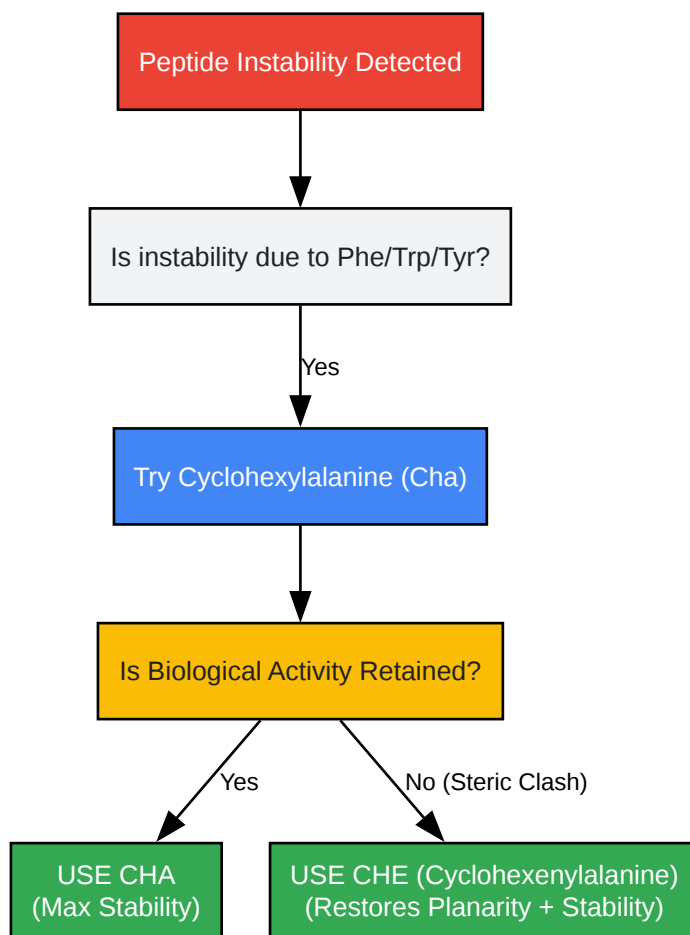 Peptide Instability Detected
Is instability due to Phe/Trp/Tyr?
Yes
Try Cyclohexylalanine (Cha)
Is Biological Activity Retained?
Yes
No (Steric Clash)
USE CHA
(Max Stability)
USE CHE (Cyclohexenylalanine)
(Restores Planarity + Stability)